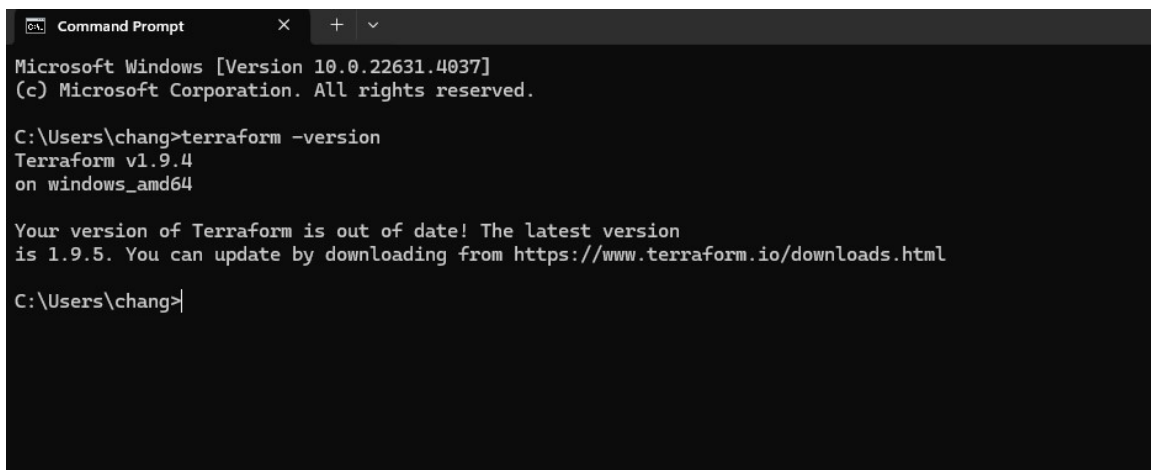 Command Prompt
Microsoft Windows [Version 10.0.22631.4037]
(c) Microsoft Corporation. All rights reserved.
C:\Users\chang>terraform -version
Terraform v1.9.4
on windows_amd64
Your version of Terraform is out of date! The latest version
is 1.9.5. You can update by downloading from https://www.terraform.io/downloads.html
C:\Users\chang>